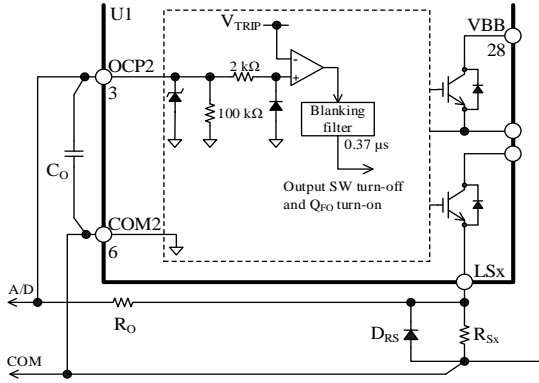 U1
VTRIP
VBB
28
OCP2
3
2 kΩ
100 kΩ
Blanking
filter
0.37 µs
CO
Output SW turn-off
and QFO turn-on
COM2
6
LSx
A/D
RO
DRS
RSx
COM